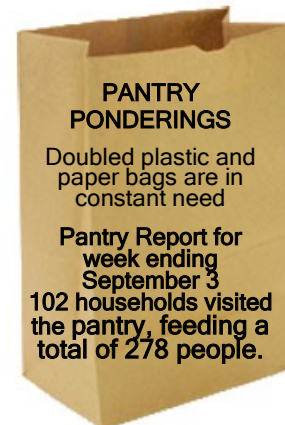 PANTRY
PONDERINGS
Doubled plastic and
paper bags are in
constant need
Pantry Report for
week ending
September 3
102 households visited
the pantry, feeding a
total of 278 people.